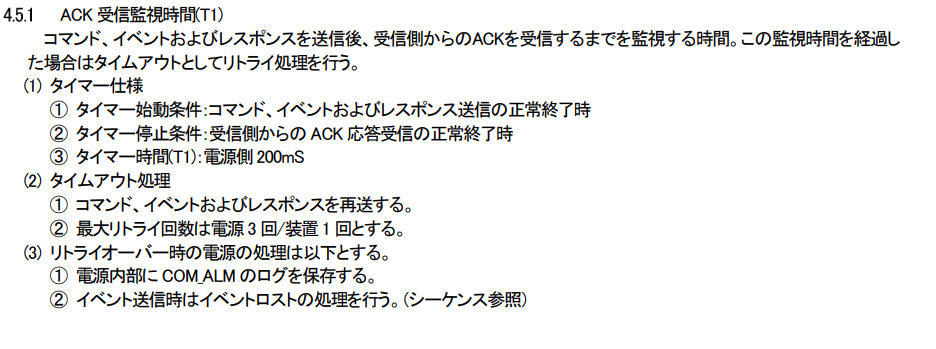 4.5.1 ACK 受信監視時間(T1)
コマンド、イベントおよびレスポンスを送信後、受信側からのACKを受信するまでを監視する時間。この監視時間を経過し
た場合はタイムアウトとしてリトライ処理を行う。
(1) タイマー仕様
① タイマー始動条件：コマンド、イベントおよびレスポンス送信の正常終了時
② タイマー停止条件：受信側からの ACK 応答受信の正常終了時
③ タイマー時間(T1)：電源側 200mS
(2) タイムアウト処理
① コマンド、イベントおよびレスポンスを再送する。
② 最大リトライ回数は電源 3 回/装置 1 回とする。
(3) リトライオーバー時の電源の処理は以下とする。
① 電源内部に COM_ALM のログを保存する。
② イベント送信時はイベントロストの処理を行う。(シーケンス参照)